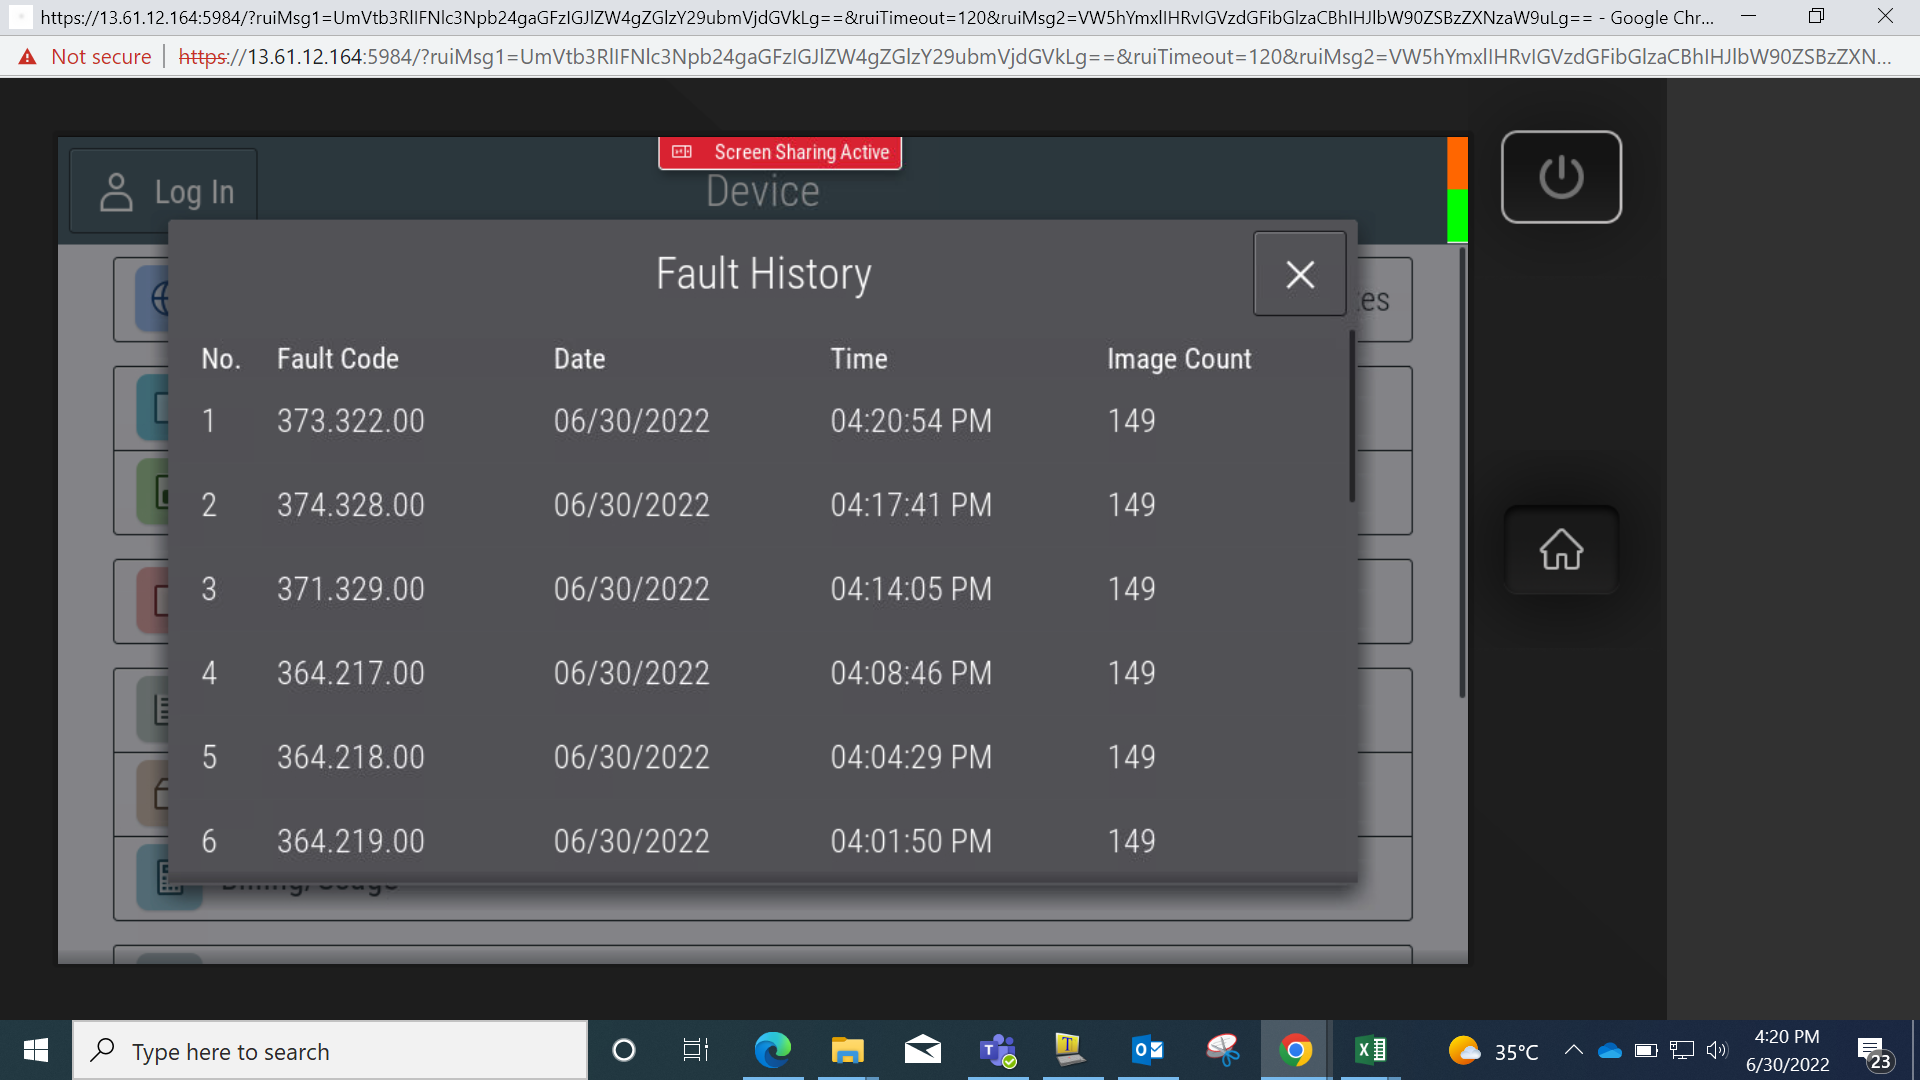 https://13.61.12.164:5984/?ruiMsg1=UmVtb3RlIFNlc3Npb24gaGFzIGJlZW4gZGlzY29ubmVjdGVkLg==&ruiTimeout=120&ruiMsg2=VW5hYmxlIHRvIGVzdGFibGlzaCBhIHJlbW90ZSBzZXNzaW9uLg== - Google Chr...
Not secure https://13.61.12.164:5984/?ruiMsg1=UmVtb3RlIFNlc3Npb24gaGFzIGJlZW4gZGlzY29ubmVjdGVkLg==&ruiTimeout=120&ruiMsg2=VW5hYmxlIHRvIGVzdGFibGlzaCBhIHJlbW90ZSBzZXN...
Screen Sharing Active
Log In
Device
Fault History
es
No. Fault Code Date Time Image Count
1 373.322.00 06/30/2022 04:20:54 PM 149
2 374.328.00 06/30/2022 04:17:41 PM 149
3 371.329.00 06/30/2022 04:14:05 PM 149
4 364.217.00 06/30/2022 04:08:46 PM 149
5 364.218.00 06/30/2022 04:04:29 PM 149
6 364.219.00 06/30/2022 04:01:50 PM 149
Billing/Usage
Type here to search
35°C
4:20 PM
6/30/2022
23